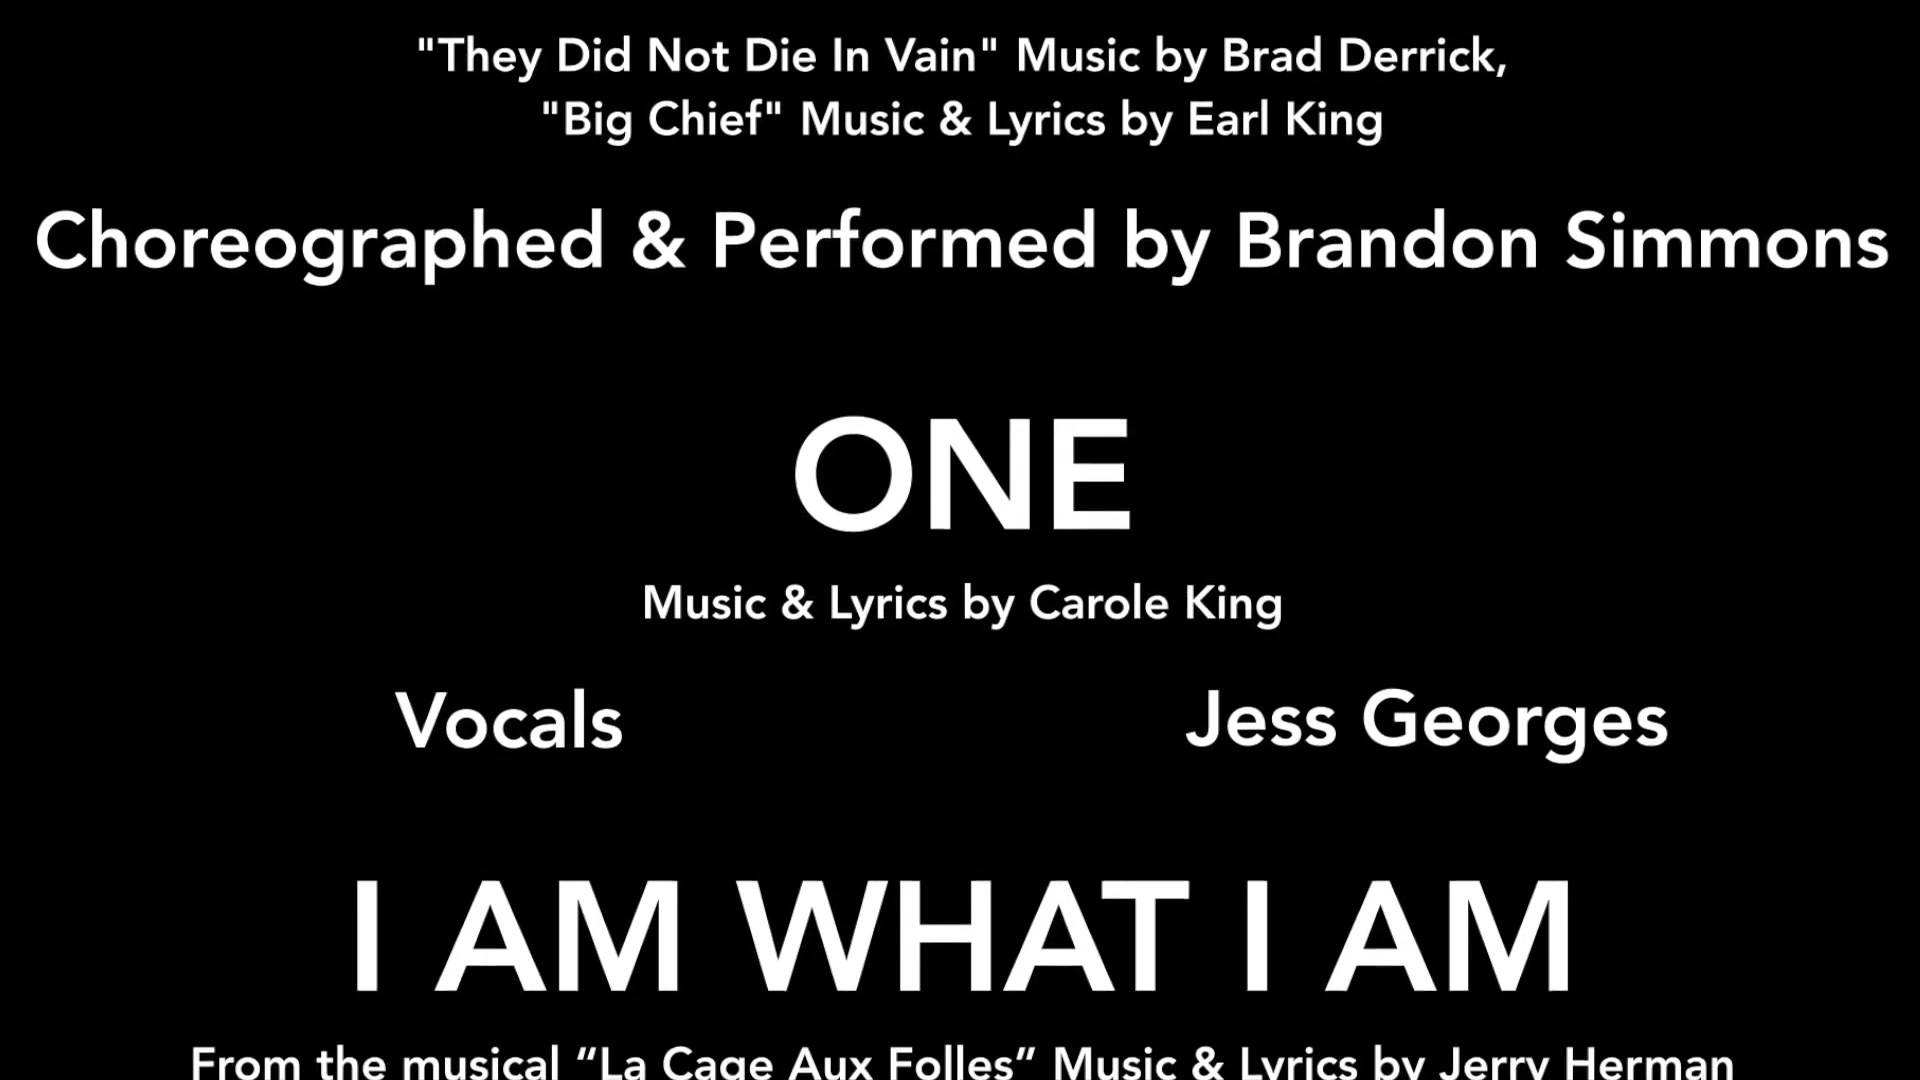 "They Did Not Die In Vain" Music by Brad Derrick,
"Big Chief" Music & Lyrics by Earl King
Choreographed & Performed by Brandon Simmons
ONE
Music & Lyrics by Carole King
Vocals Jess Georges
I AM WHAT I AM
From the musical “La Cage Aux Folles” Music & Lyrics by Jerry Herman